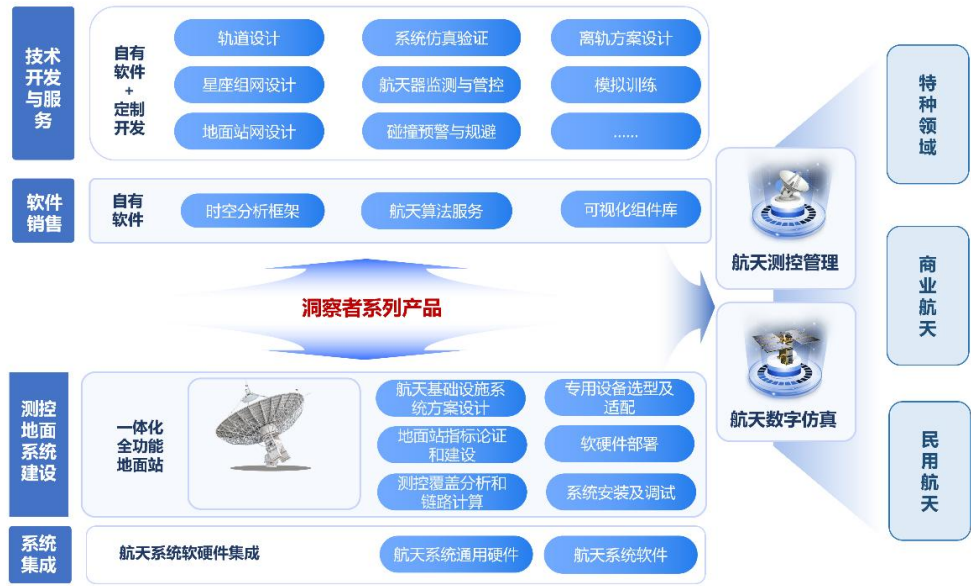 技术
开发
与服
务
自有
软件
+
定制
开发
轨道设计
系统仿真验证
离轨方案设计
星座组网设计
航天器监测与管控
模拟训练
地面站网设计
碰撞预警与规避
......
软件
销售
自有
软件
时空分析框架
航天算法服务
可视化组件库
洞察者系列产品
测控
地面
系统
建设
一体化
全功能
地面站
航天基础设施系
统方案设计
专用设备选型及
适配
地面站指标论证
和建设
软硬件部署
测控覆盖分析和
链路计算
系统安装及调试
系统
集成
航天系统软硬件集成
航天系统通用硬件
航天系统软件
航天测控管理
航天数字仿真
特种领域
商业航天
民用航天